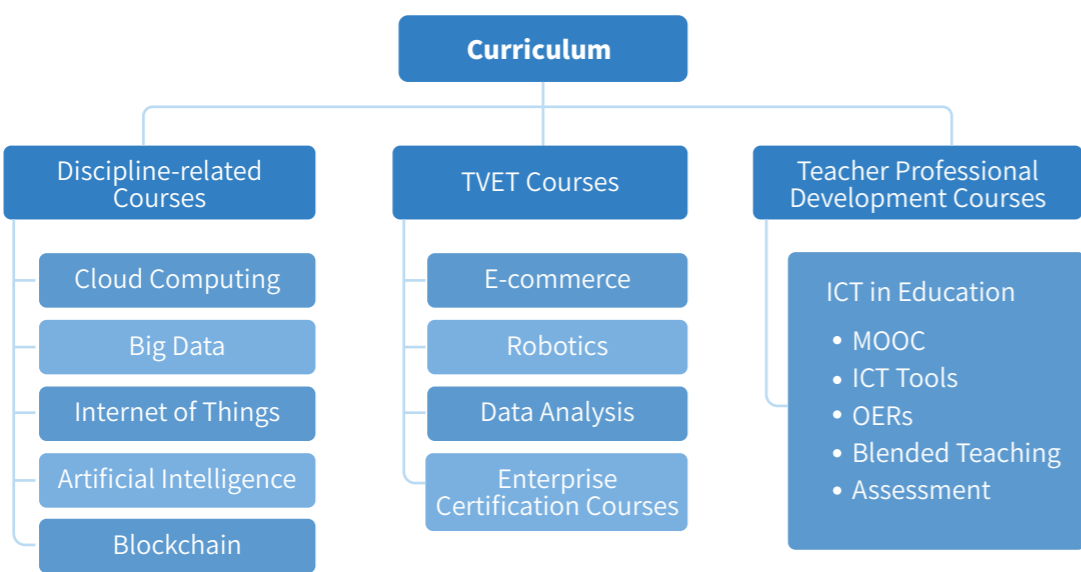 Curriculum
Discipline-related
Courses
Cloud Computing
Big Data
Internet of Things
Artificial Intelligence
Blockchain
TVET Courses
E-commerce
Robotics
Data Analysis
Enterprise
Certification Courses
Teacher Professional
Development Courses
ICT in Education
• MOOC
• ICT Tools
• OERs
• Blended Teaching
• Assessment